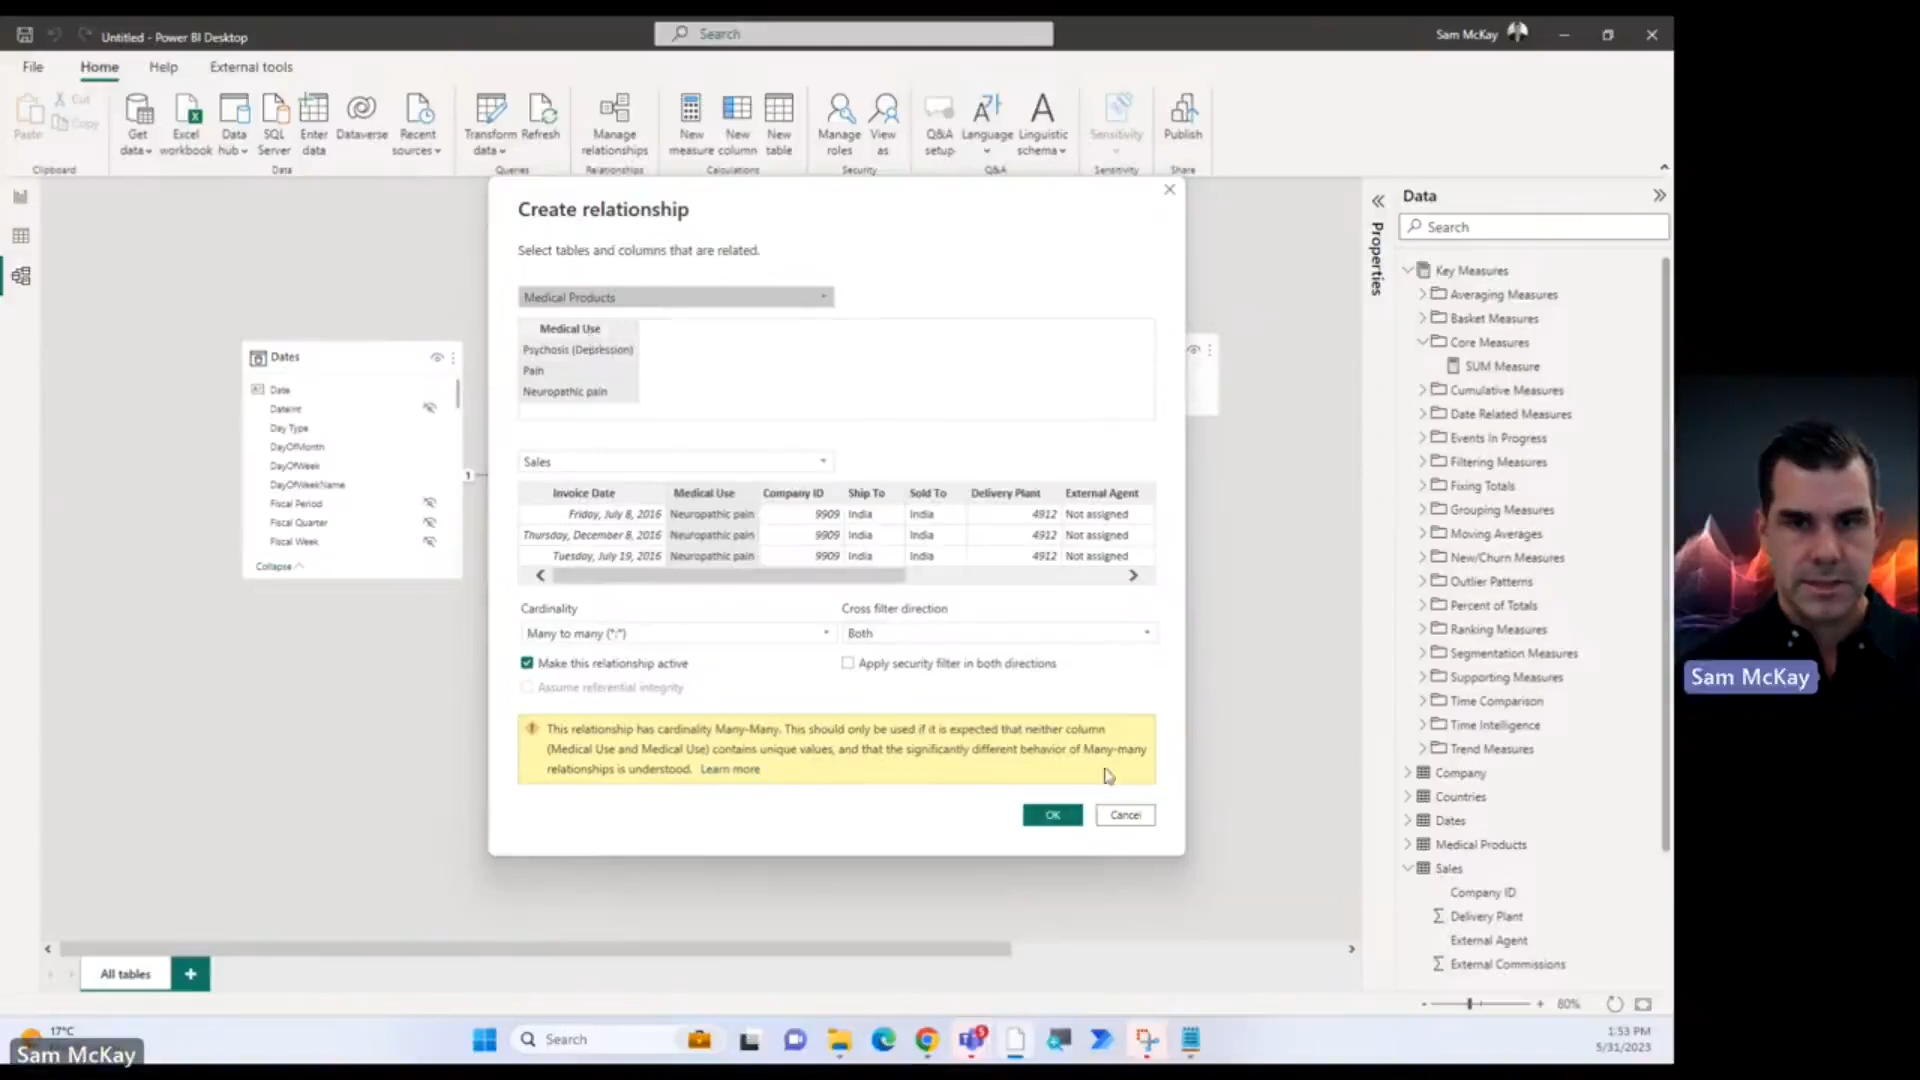 Untitled - Power BI Desktop
Search
Sam McKay
File
Home
Help
External tools
Paste
Cut
Copy
Get data
Excel workbook
Data hub
SQL Server
Enter data
Dataverse
Recent sources
Transform data
Refresh
Manage relationships
New measure
New column
New table
Manage roles
View as
Q&A setup
Language
Linguistic schema
Sensitivity
Publish
Clipboard
Data
Queries
Relationships
Calculations
Security
Q&A
Sensitivity
Share
Dates
Date
DateInt
Day Type
DayOfMonth
DayOfWeek
DayOfWeekName
Fiscal Period
Fiscal Quarter
Fiscal Week
Collapse
1
Create relationship
Select tables and columns that are related.
Medical Products
Medical Use
Psychosis (Depression)
Pain
Neuropathic pain
Sales
Invoice Date Medical Use Company ID Ship To Sold To Delivery Plant External Agent
Friday, July 8, 2016 Neuropathic pain 9909 India India 4912 Not assigned
Thursday, December 8, 2016 Neuropathic pain 9909 India India 4912 Not assigned
Tuesday, July 19, 2016 Neuropathic pain 9909 India India 4912 Not assigned
Cardinality
Many to many (*:*)
Cross filter direction
Both
Make this relationship active
Apply security filter in both directions
Assume referential integrity
This relationship has cardinality Many-Many. This should only be used if it is expected that neither column
(Medical Use and Medical Use) contains unique values, and that the significantly different behavior of Many-many
relationships is understood. Learn more
OK
Cancel
Properties
Data
Search
Key Measures
Averaging Measures
Basket Measures
Core Measures
SUM Measure
Cumulative Measures
Date Related Measures
Events In Progress
Filtering Measures
Fixing Totals
Grouping Measures
Moving Averages
New/Churn Measures
Outlier Patterns
Percent of Totals
Ranking Measures
Segmentation Measures
Supporting Measures
Time Comparison
Time Intelligence
Trend Measures
Company
Countries
Dates
Medical Products
Sales
Company ID
Delivery Plant
External Agent
External Commissions
Sam McKay
All tables
+
- + 80%
17°C
Sam McKay
Search
5
1:53 PM
5/31/2023